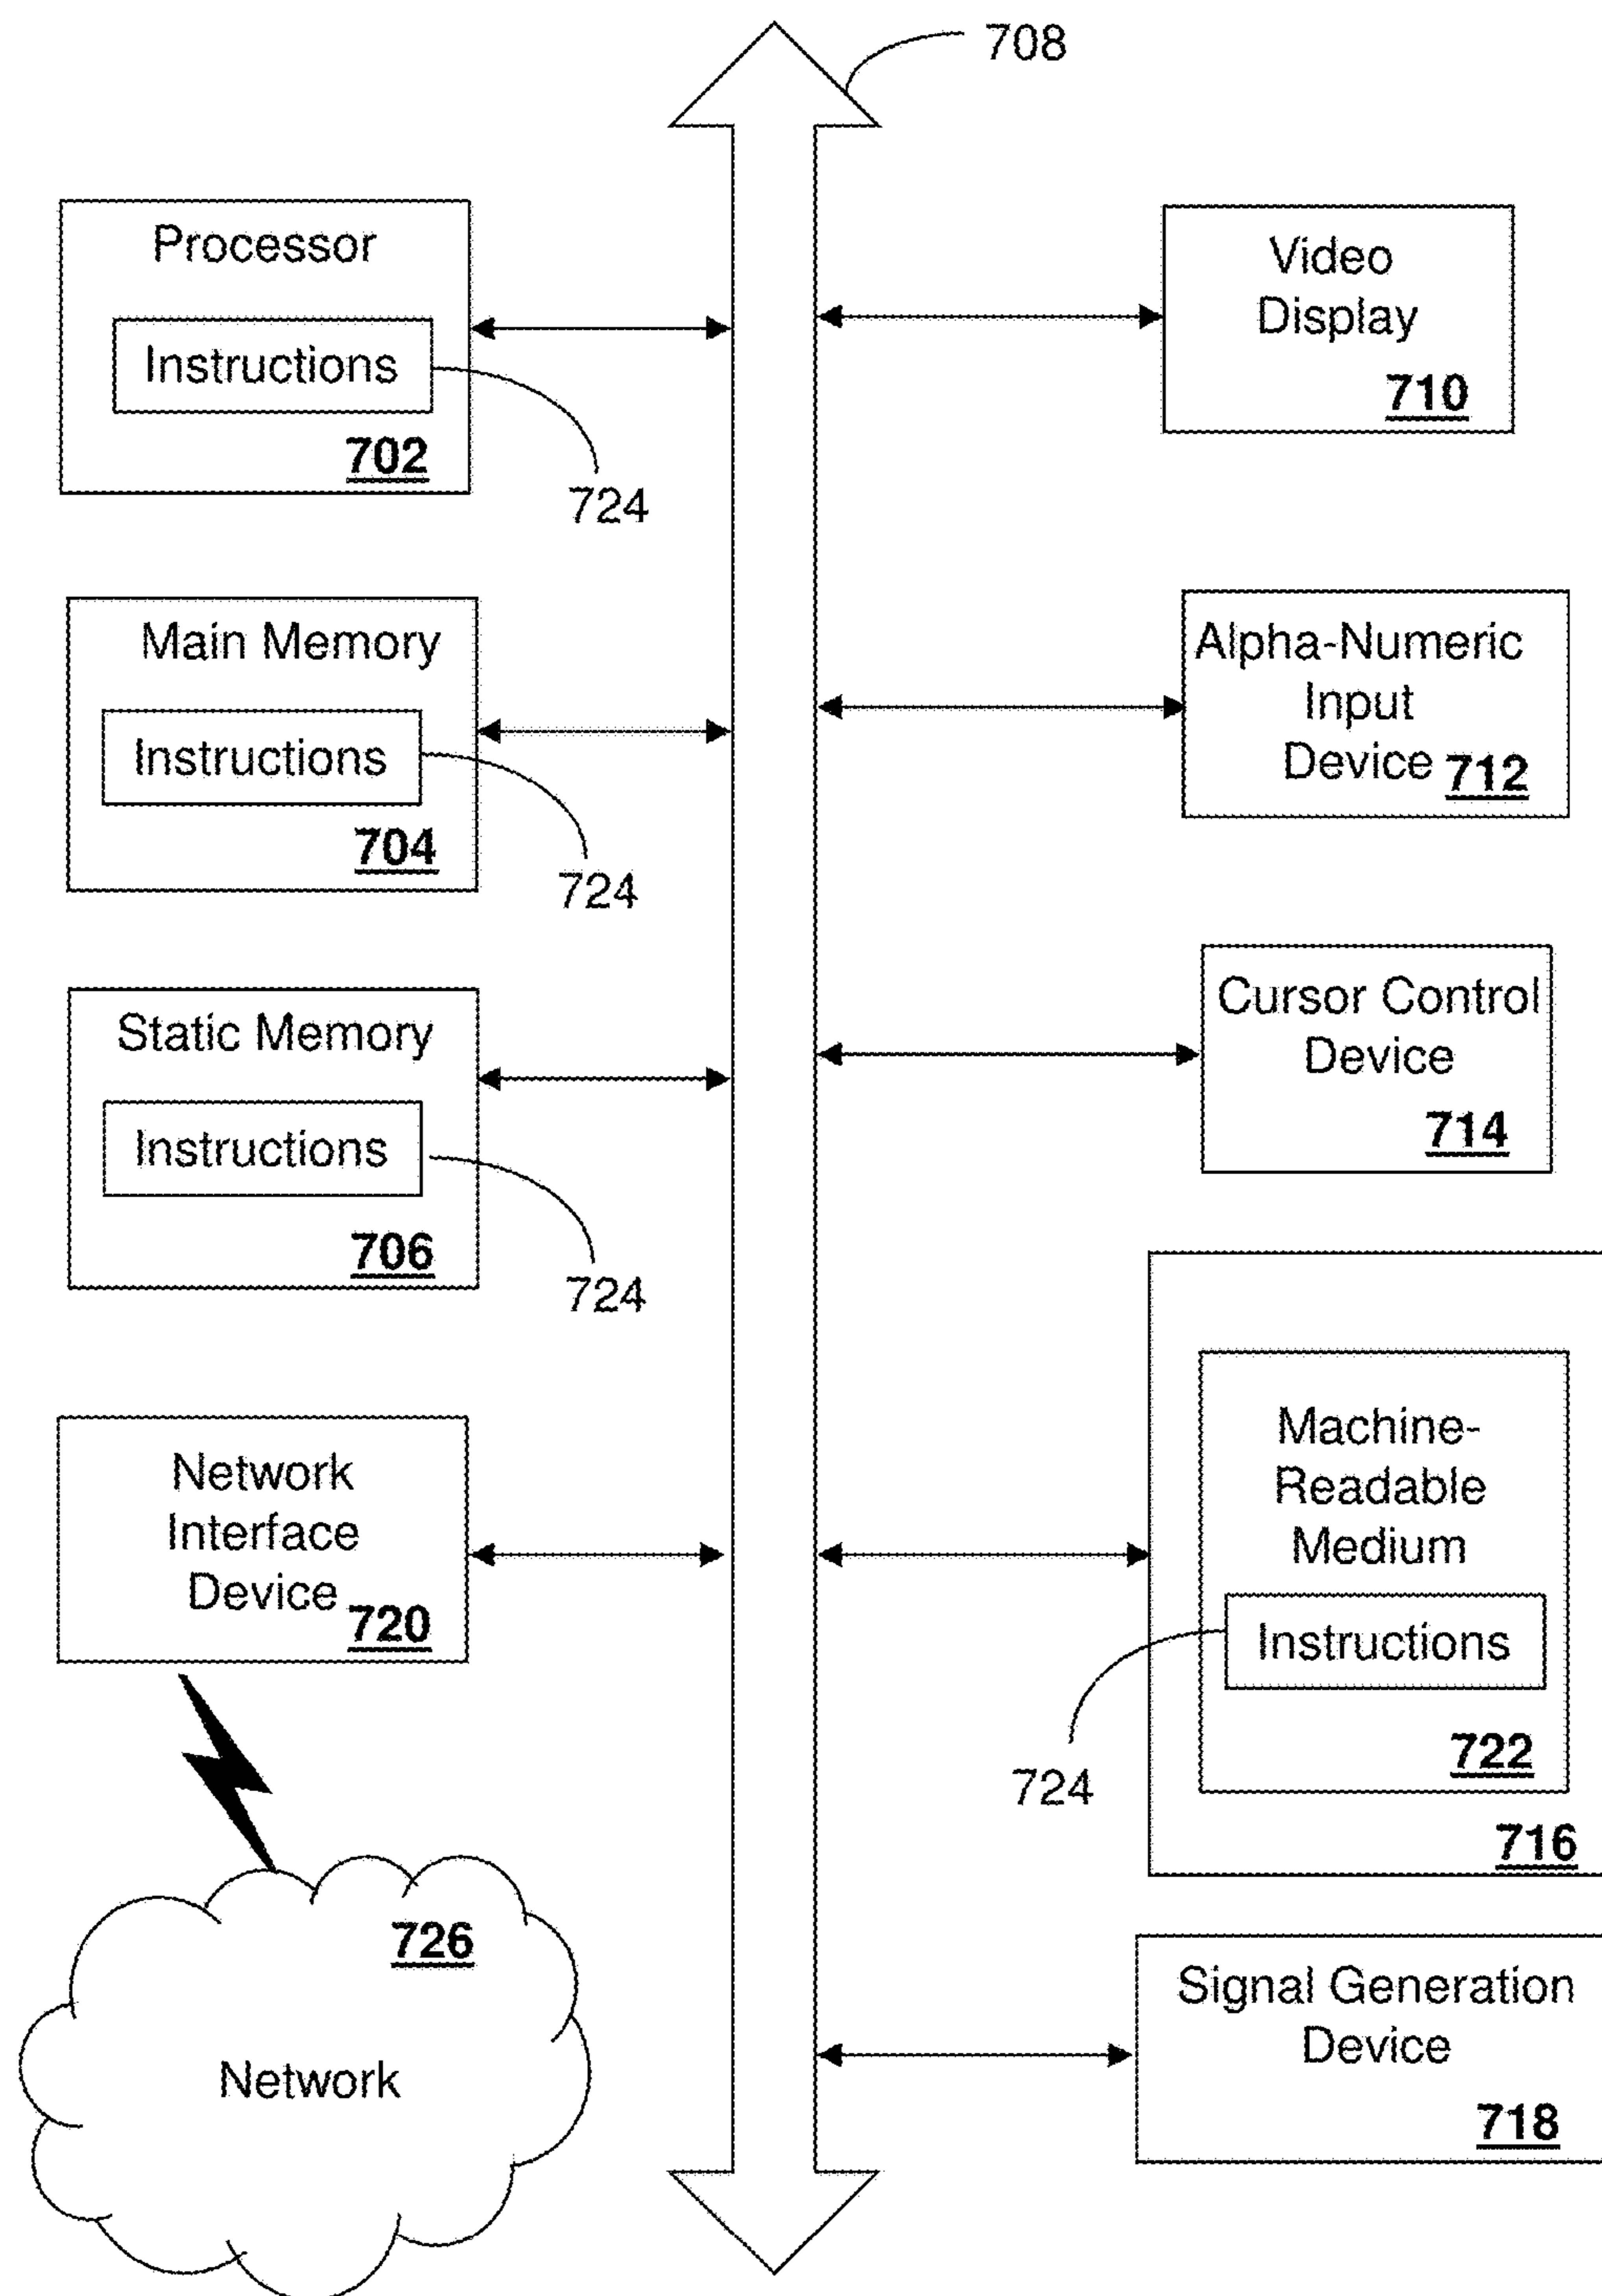 708
Processor
Instructions
702
724
Main Memory
Instructions
704
724
Static Memory
Instructions
706
724
Network
Interface
Device
720
726
Network
Video
Display
710
Alpha-Numeric
Input
Device
712
Cursor Control
Device
714
Machine-
Readable
Medium
Instructions
722
724
716
Signal Generation
Device
718